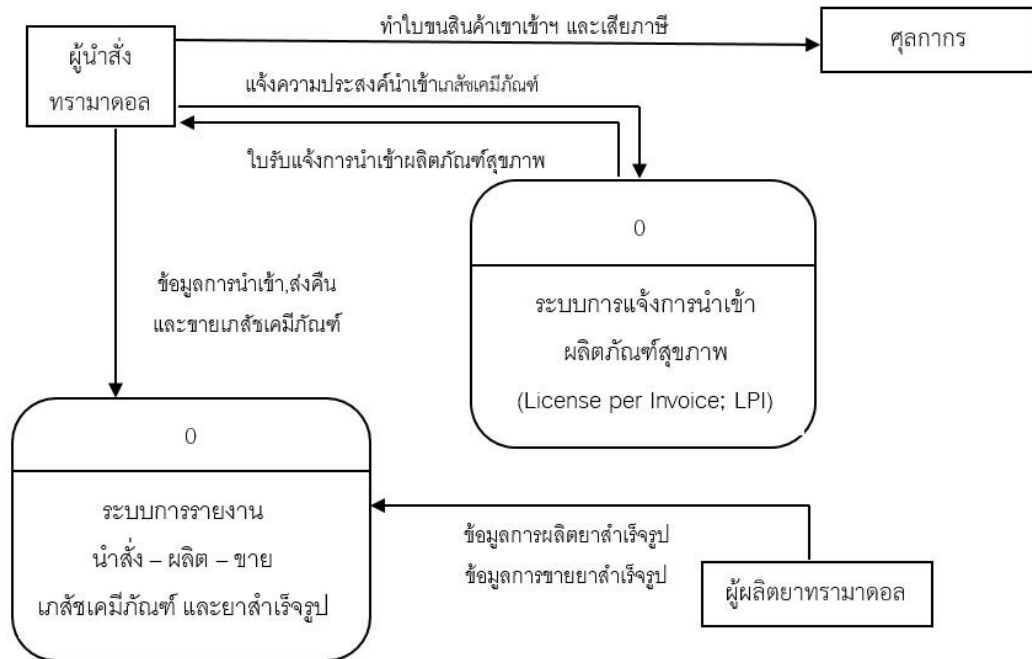 ทำใบขนสินค้าเขาเข้าฯ และเสียภาษี
ผู้นำสั่ง
ทรามาดอล
ศุลกากร
แจ้งความประสงค์นำเข้าเภสัชเคมีภัณฑ์
ใบรับแจ้งการนำเข้าผลิตภัณฑ์สุขภาพ
0
ระบบการแจ้งการนำเข้า
ผลิตภัณฑ์สุขภาพ
(License per Invoice; LPI)
ข้อมูลการนำเข้า,ส่งคืน
และขายเภสัชเคมีภัณฑ์
0
ระบบการรายงาน
นำสั่ง – ผลิต – ขาย
เภสัชเคมีภัณฑ์ และยาสำเร็จรูป
ข้อมูลการผลิตยาสำเร็จรูป
ข้อมูลการขายยาสำเร็จรูป
ผู้ผลิตยาทรามาดอล